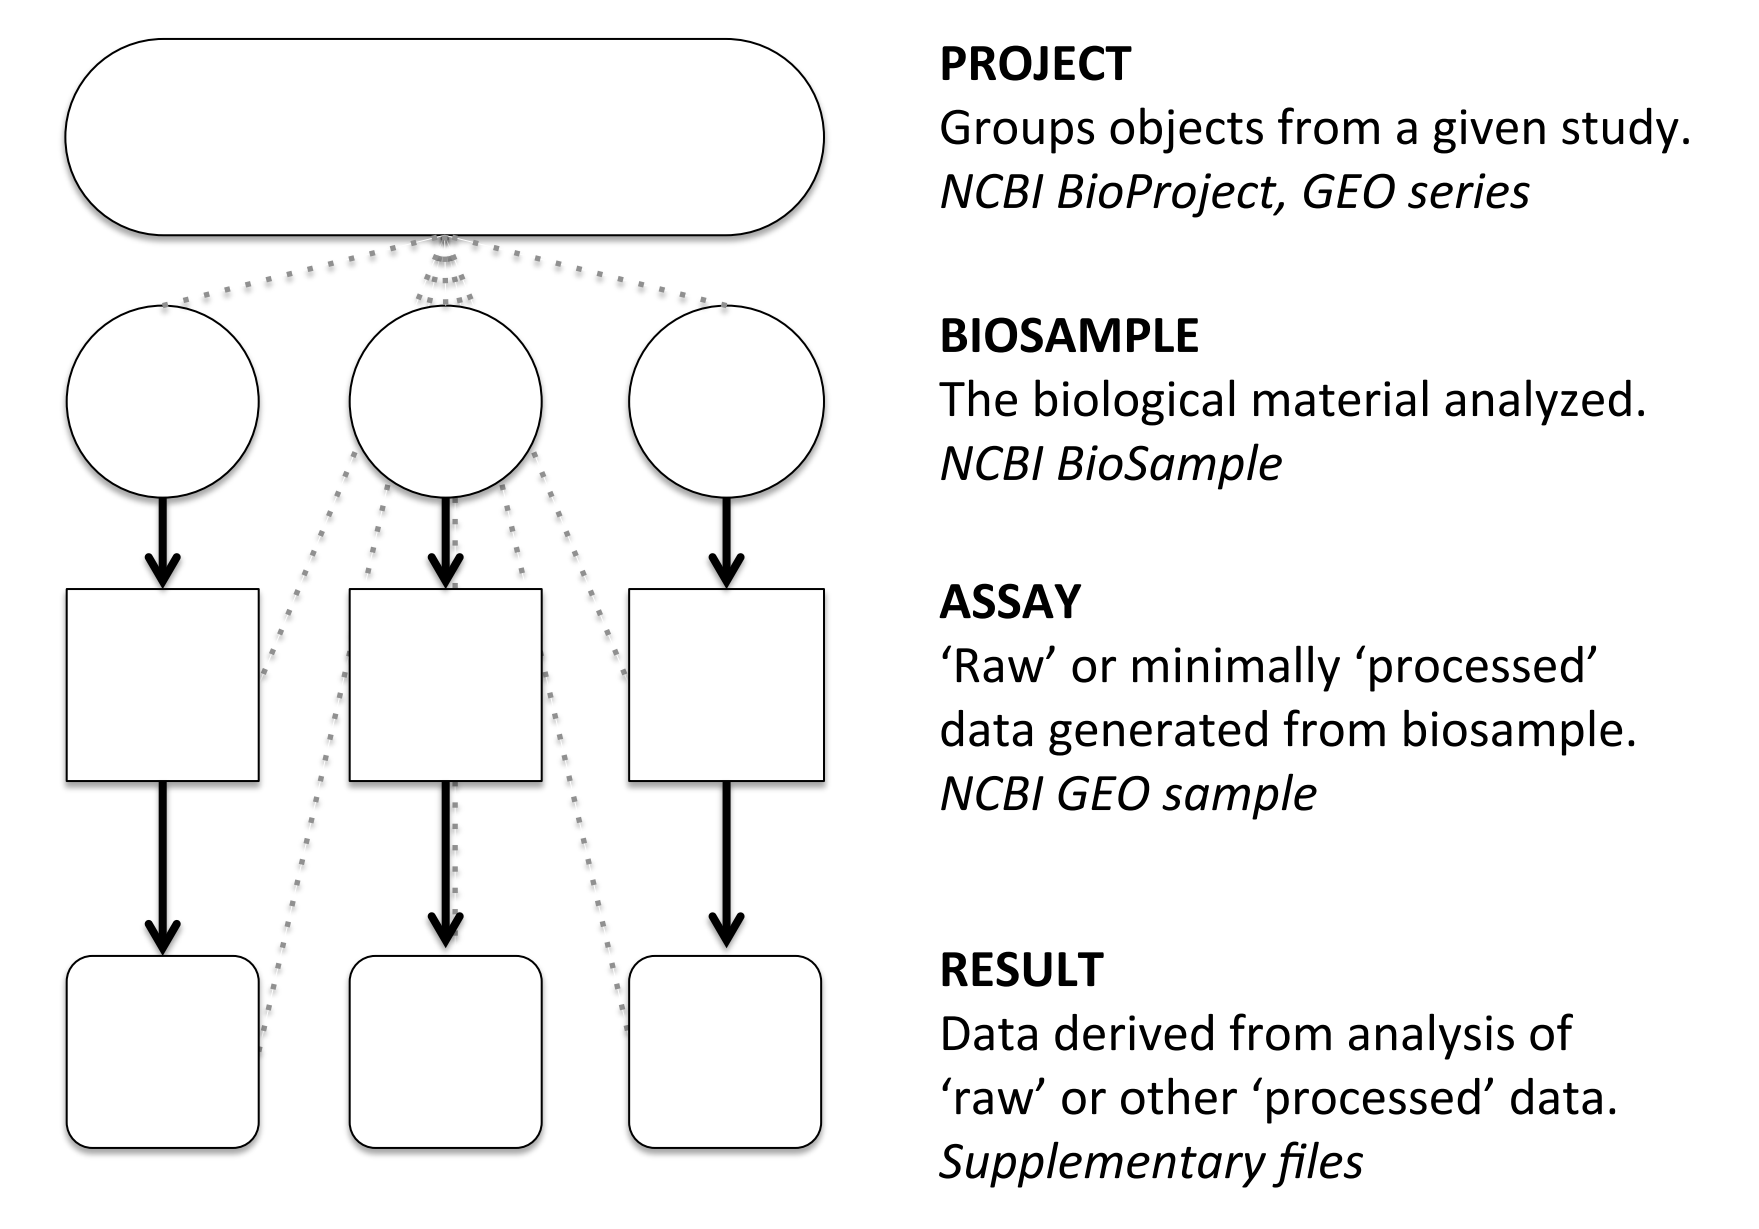 PROJECT
Groups objects from a given study.
NCBI BioProject, GEO series
BIOSAMPLE
The biological material analyzed.
NCBI BioSample
ASSAY
‘Raw’ or minimally ‘processed’
data generated from biosample.
NCBI GEO sample
RESULT
Data derived from analysis of
‘raw’ or other ‘processed’ data.
Supplementary files